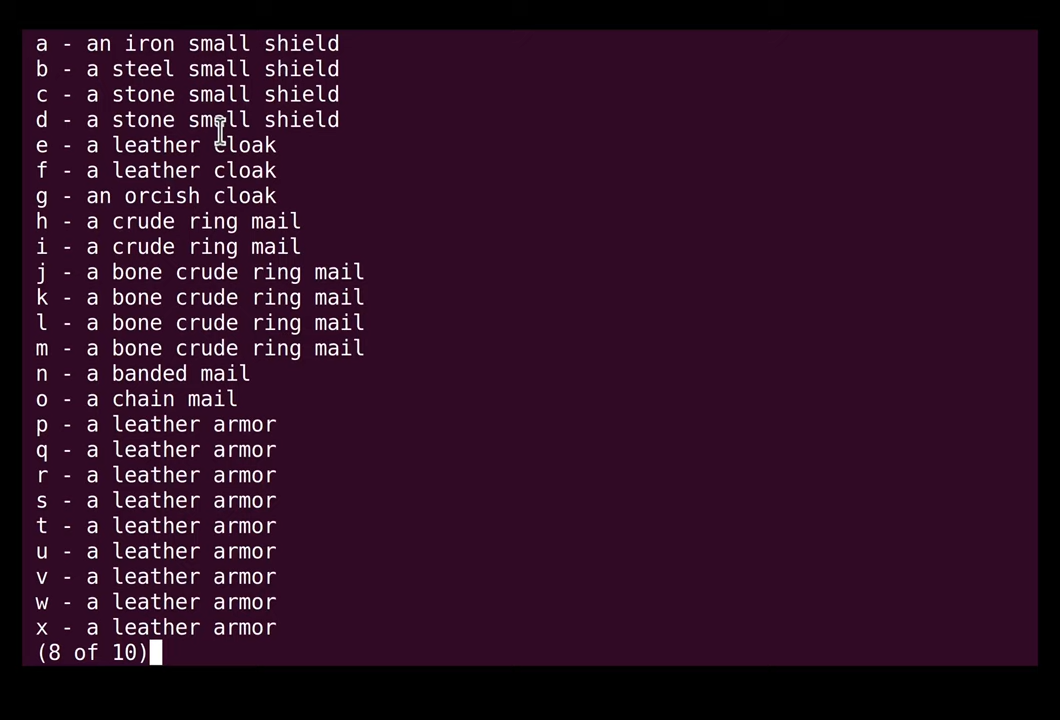 a - an iron small shield
b - a steel small shield
c - a stone small shield
d - a stone small shield
e - a leather cloak
f - a leather cloak
g - an orcish cloak
h - a crude ring mail
i - a crude ring mail
j - a bone crude ring mail
k - a bone crude ring mail
l - a bone crude ring mail
m - a bone crude ring mail
n - a banded mail
o - a chain mail
p - a leather armor
q - a leather armor
r - a leather armor
s - a leather armor
t - a leather armor
u - a leather armor
v - a leather armor
w - a leather armor
x - a leather armor
(8 of 10)